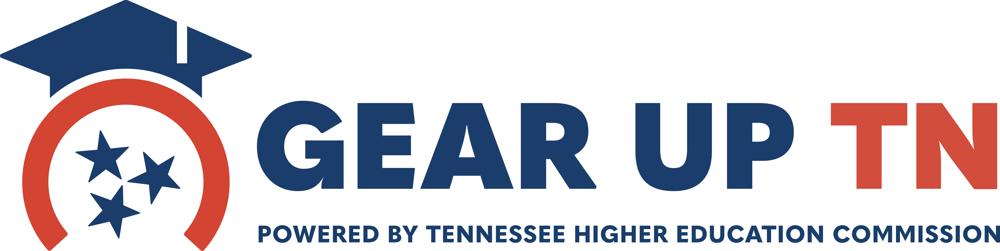 GEAR UP TN
POWERED BY TENNESSEE HIGHER EDUCATION COMMISSION